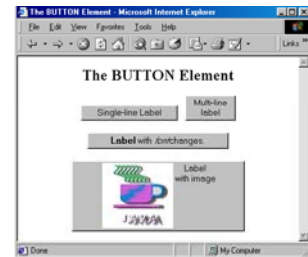 The BUTTON Element - Microsoft Internet Explorer
File Edit View Favorites Tools Help
Links »
The BUTTON Element
Single-line Label
Multi-line
label
Label with font changes.
Label
with image
JAVA
Done
My Computer